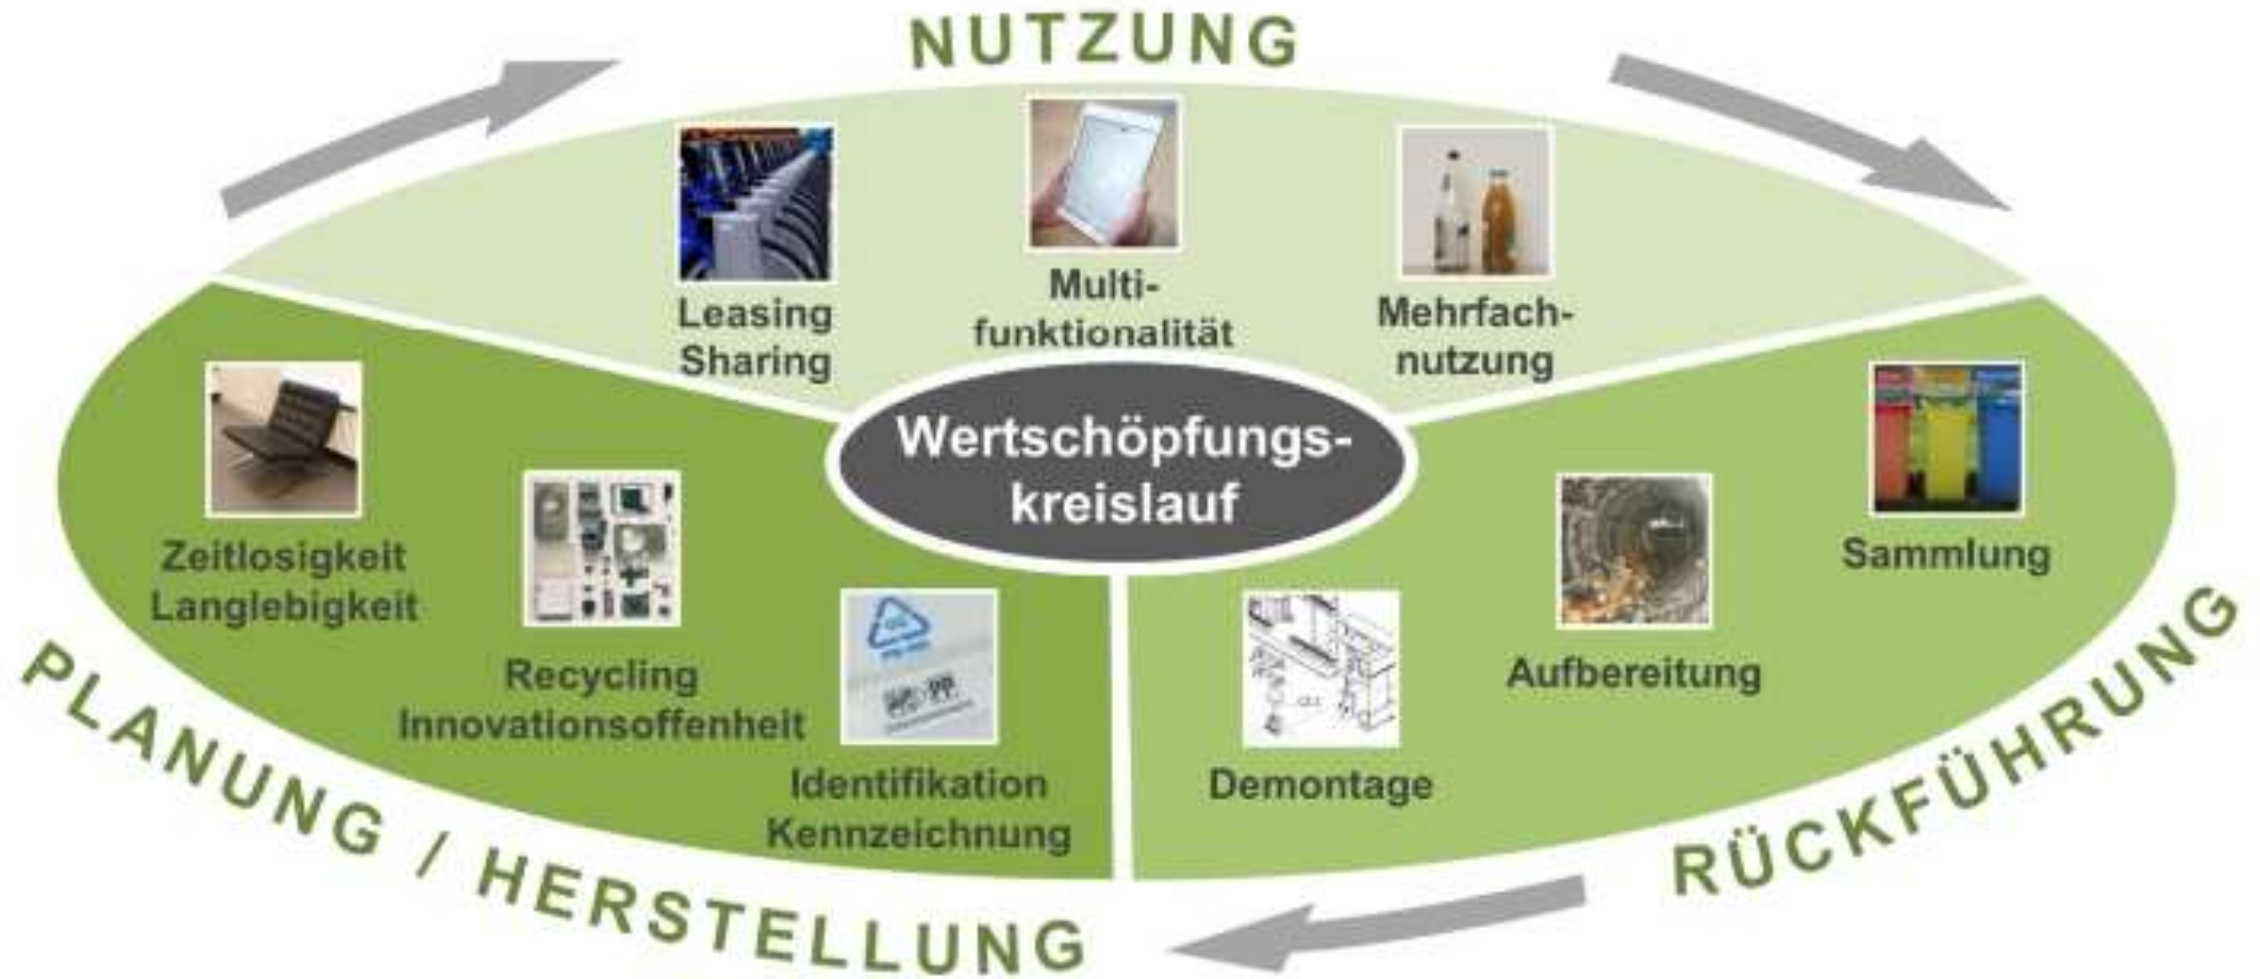 NUTZUNG
Leasing
Sharing
Multi-
funktionalität
Mehrfach-
nutzung
Wertschöpfungs-
kreislauf
Zeitlosigkeit
Langlebigkeit
Recycling
Innovationsoffenheit
PP
Identifikation
Kennzeichnung
Demontage
Aufbereitung
Sammlung
PLANUNG / HERSTELLUNG
RÜCKFÜHRUNG